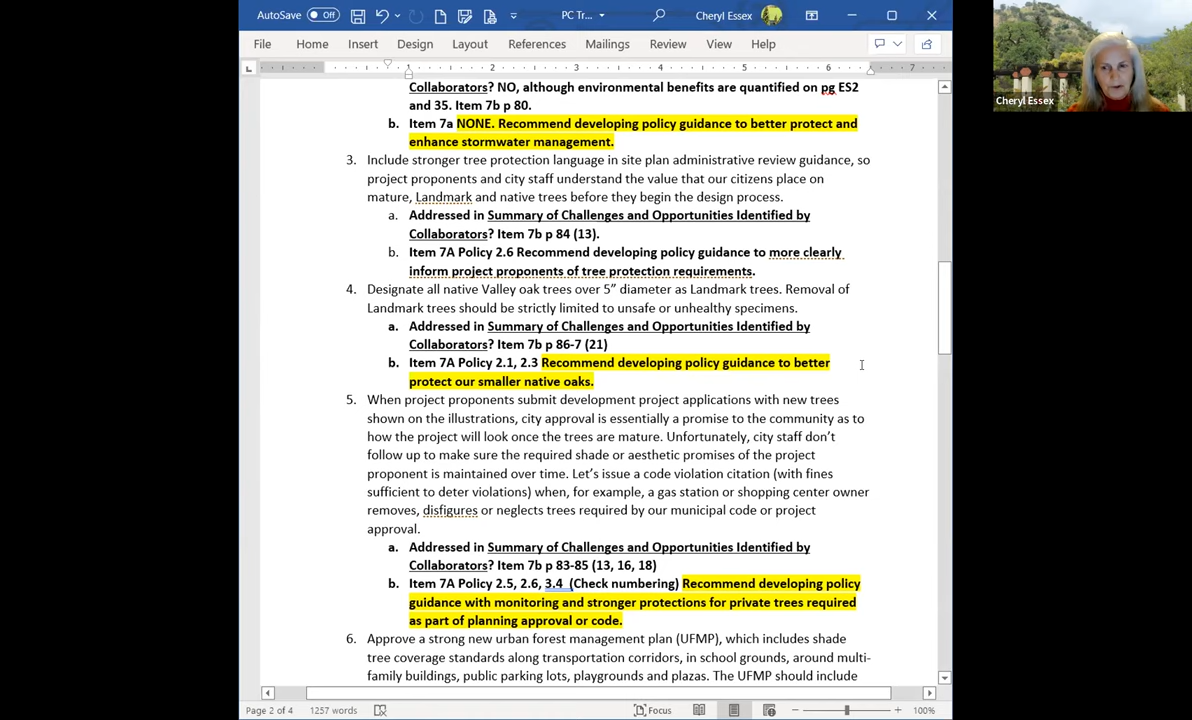 AutoSave Off PC Tr... Cheryl Essex
File Home Insert Design Layout References Mailings Review View Help
1 2 3 4 5 6 7
Cheryl Essex
Collaborators? NO, although environmental benefits are quantified on pg ES2
and 35. Item 7b p 80.
b. Item 7a NONE. Recommend developing policy guidance to better protect and
enhance stormwater management.
3. Include stronger tree protection language in site plan administrative review guidance, so
project proponents and city staff understand the value that our citizens place on
mature, Landmark and native trees before they begin the design process.
a. Addressed in Summary of Challenges and Opportunities Identified by
Collaborators? Item 7b p 84 (13).
b. Item 7A Policy 2.6 Recommend developing policy guidance to more clearly
inform project proponents of tree protection requirements.
4. Designate all native Valley oak trees over 5” diameter as Landmark trees. Removal of
Landmark trees should be strictly limited to unsafe or unhealthy specimens.
a. Addressed in Summary of Challenges and Opportunities Identified by
Collaborators? Item 7b p 86-7 (21)
b. Item 7A Policy 2.1, 2.3 Recommend developing policy guidance to better
protect our smaller native oaks.
5. When project proponents submit development project applications with new trees
shown on the illustrations, city approval is essentially a promise to the community as to
how the project will look once the trees are mature. Unfortunately, city staff don’t
follow up to make sure the required shade or aesthetic promises of the project
proponent is maintained over time. Let’s issue a code violation citation (with fines
sufficient to deter violations) when, for example, a gas station or shopping center owner
removes, disfigures or neglects trees required by our municipal code or project
approval.
a. Addressed in Summary of Challenges and Opportunities Identified by
Collaborators? Item 7b p 83-85 (13, 16, 18)
b. Item 7A Policy 2.5, 2.6, 3.4 (Check numbering) Recommend developing policy
guidance with monitoring and stronger protections for private trees required
as part of planning approval or code.
6. Approve a strong new urban forest management plan (UFMP), which includes shade
tree coverage standards along transportation corridors, in school grounds, around multi-
family buildings, public parking lots, playgrounds and plazas. The UFMP should include
Page 2 of 4 1257 words Focus 100%